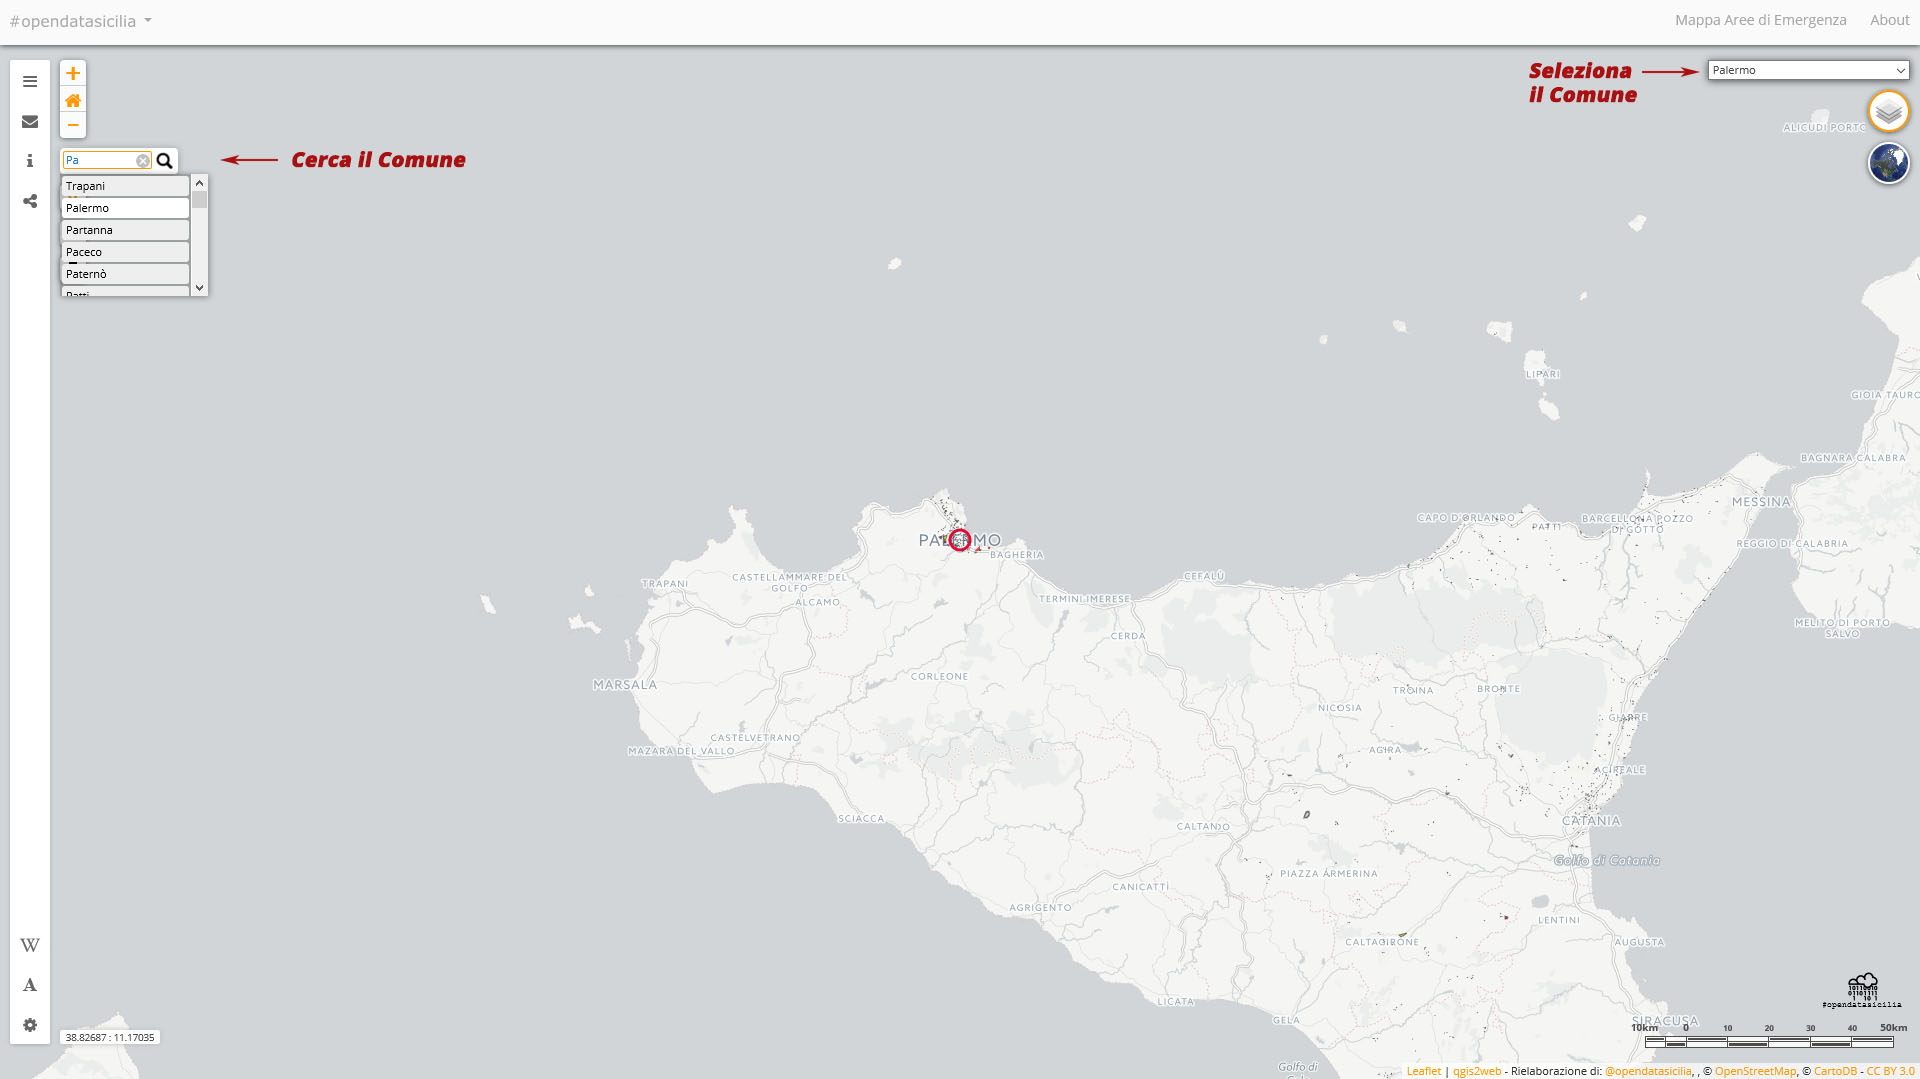 #opendatasicilia
Mappa Aree di Emergenza
About
Seleziona
il Comune
Palermo
Pa
Cerca il Comune
Trapani
Palermo
Partanna
Paceco
Paternò
Patti
ALICUDI PORTO
LIPARI
GIOIA TAURO
BAGNARA CALABRA
MESSINA
CAPO D'ORLANDO
PATTI
BARCELLONA POZZO
DI GOTTO
REGGIO DI CALABRIA
PALERMO
BAGHERIA
TRAPANI
CASTELLAMMARE DEL
GOLFO
ALCAMO
CEFALÙ
TERMINI IMERESE
CERDA
MELITO DI PORTO
SALVO
CORLEONE
MARSALA
TROINA
BRONTE
NICOSIA
GIARRE
CASTELVETRANO
MAZARA DEL VALLO
AGIRA
ACIREALE
SCIACCA
CALTANO
CATANIA
Golfo di Catania
PIAZZA ARMERINA
CANICATTÌ
AGRIGENTO
LENTINI
CALTAGIRONE
AUGUSTA
LICATA
GELA
SIRACUSA
Golfo di
W
A
38.82687 : 11.17035
#opendatasicilia
10km 0 10 20 30 40 50km
Leaflet | qgis2web - Rielaborazione di: @opendatasicilia, , © OpenStreetMap, © CartoDB - CC BY 3.0